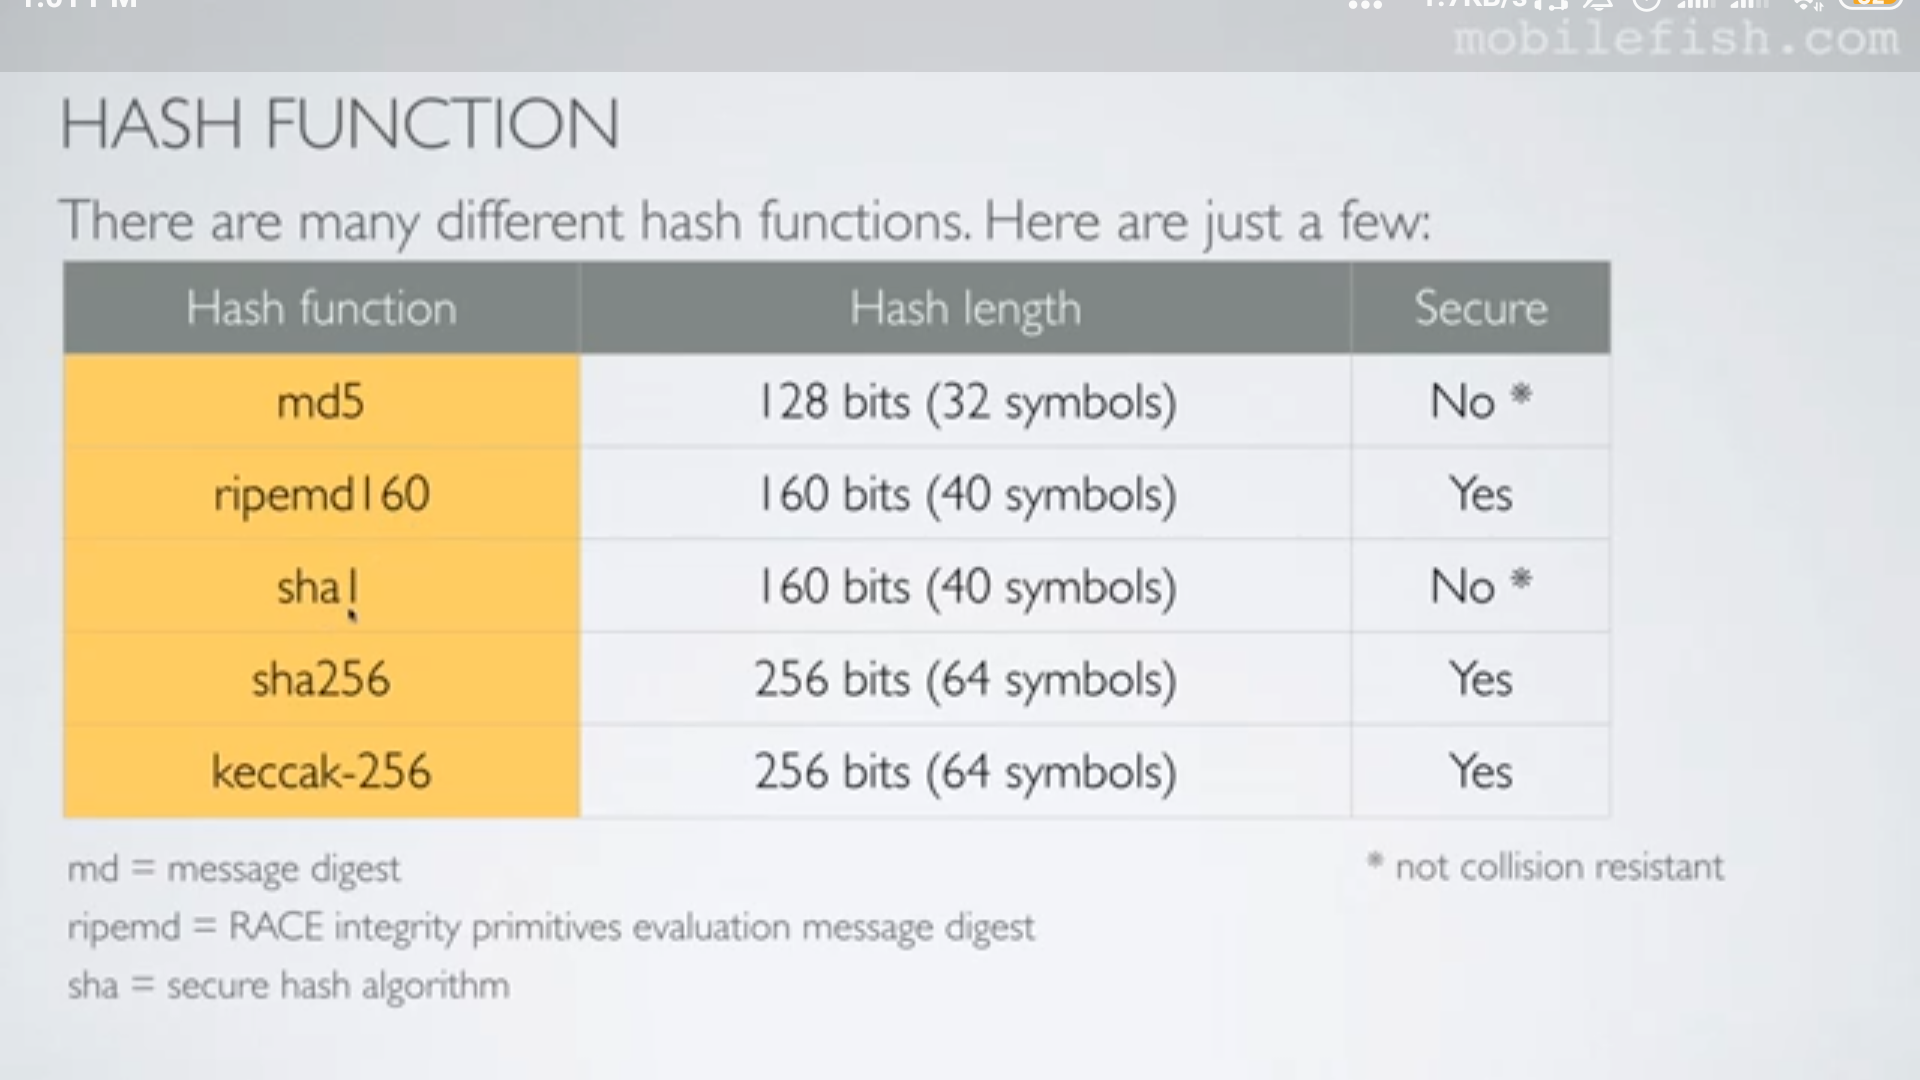 mobilefish.com
HASH FUNCTION
There are many different hash functions. Here are just a few:
Hash function Hash length Secure
md5 128 bits (32 symbols) No *
ripemd160 160 bits (40 symbols) Yes
sha1 160 bits (40 symbols) No *
sha256 256 bits (64 symbols) Yes
keccak-256 256 bits (64 symbols) Yes
md = message digest * not collision resistant
ripemd = RACE integrity primitives evaluation message digest
sha = secure hash algorithm